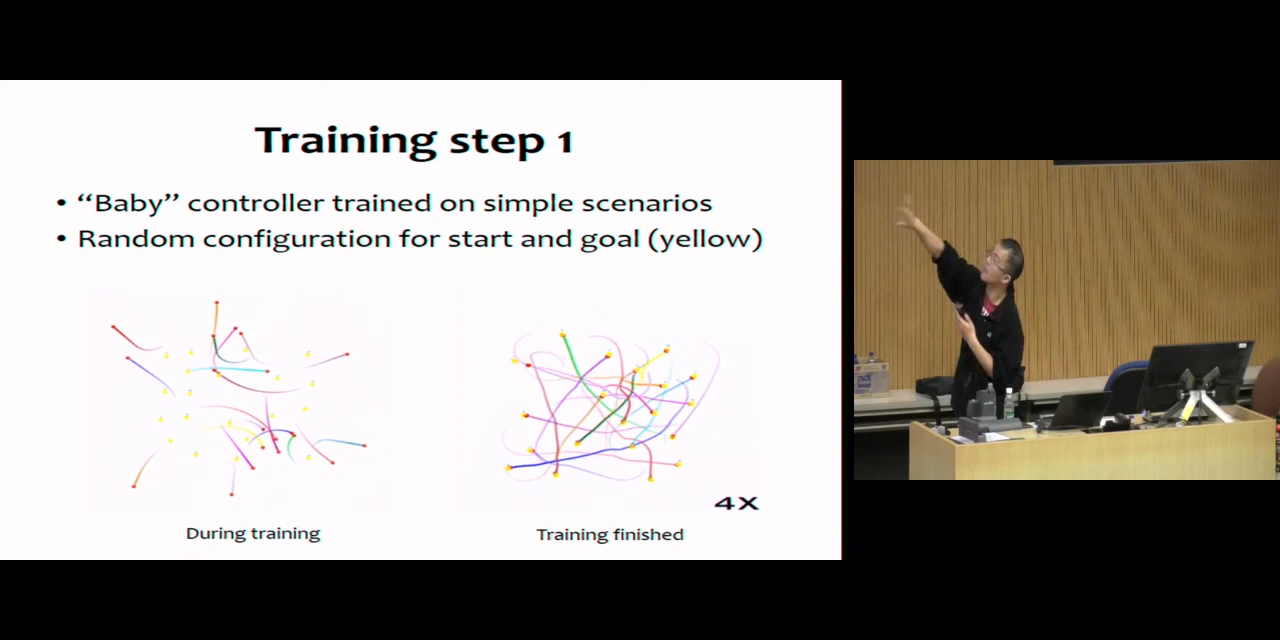 Training step 1
• “Baby” controller trained on simple scenarios
• Random configuration for start and goal (yellow)
4X
During training
Training finished